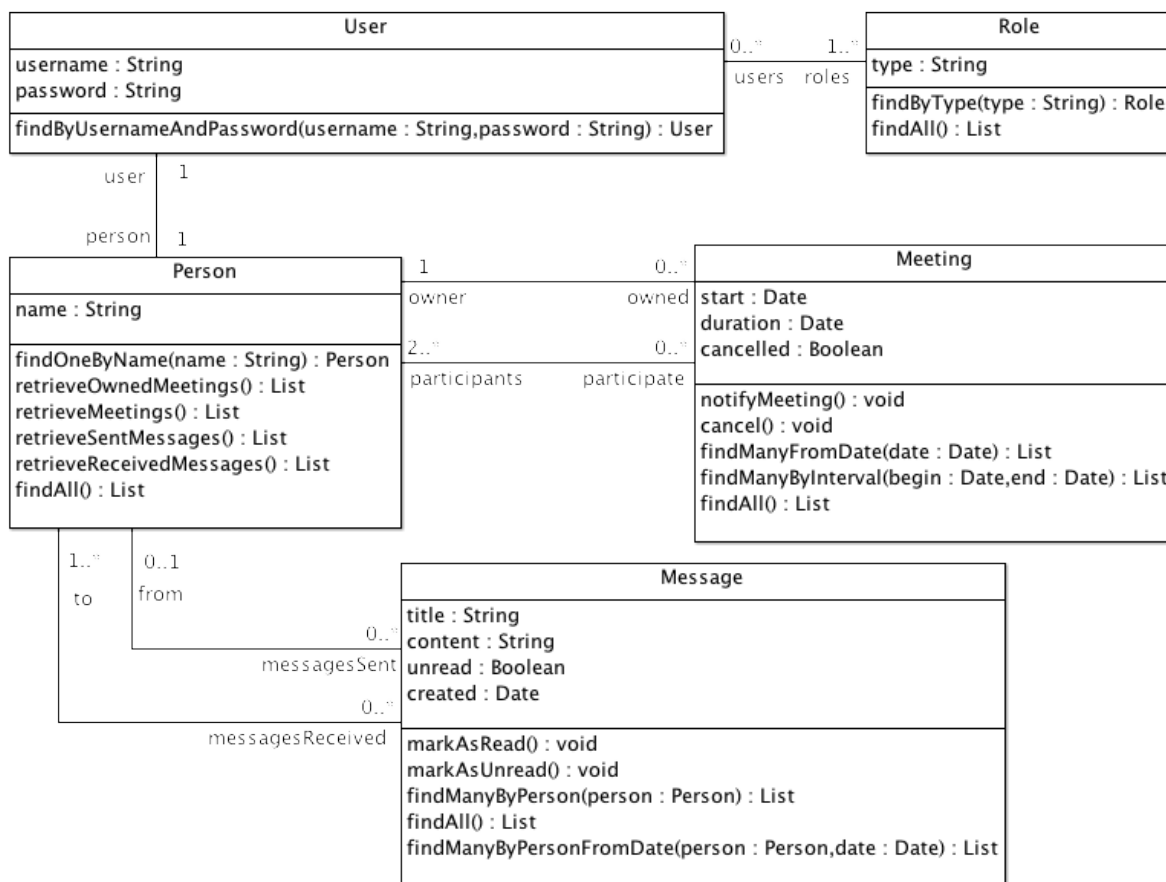 User
username : String
password : String
findByUsernameAndPassword(username : String,password : String) : User
0..* 1..*
users roles
Role
type : String
findByType(type : String) : Role
findAll() : List
user 1
person 1
Person
name : String
findOneByName(name : String) : Person
retrieveOwnedMeetings() : List
retrieveMeetings() : List
retrieveSentMessages() : List
retrieveReceivedMessages() : List
findAll() : List
1 0..*
owner owned
2..* 0..*
participants participate
Meeting
start : Date
duration : Date
cancelled : Boolean
notifyMeeting() : void
cancel() : void
findManyFromDate(date : Date) : List
findManyByInterval(begin : Date,end : Date) : List
findAll() : List
1..* 0..1
to from
0..*
messagesSent
0..*
messagesReceived
Message
title : String
content : String
unread : Boolean
created : Date
markAsRead() : void
markAsUnread() : void
findManyByPerson(person : Person) : List
findAll() : List
findManyByPersonFromDate(person : Person,date : Date) : List